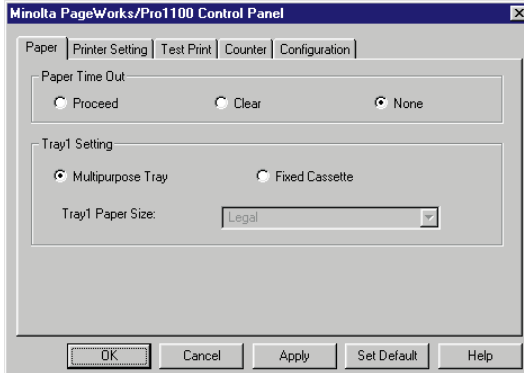 Minolta PageWorks/Pro1100 Control Panel
Paper Printer Setting Test Print Counter Configuration
Paper Time Out
Proceed Clear None
Tray1 Setting
Multipurpose Tray Fixed Cassette
Tray1 Paper Size: Legal
OK Cancel Apply Set Default Help